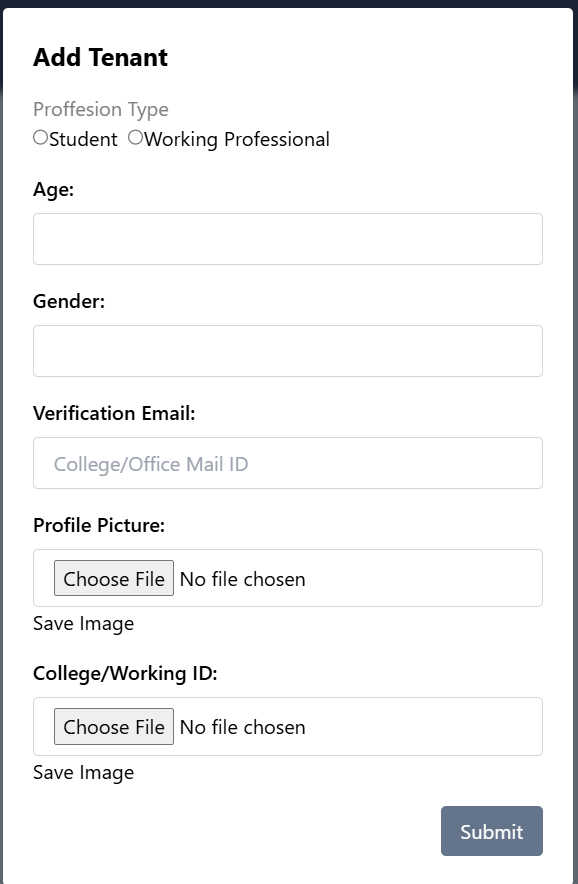 Add Tenant
Proffesion Type
Student Working Professional
Age:
Gender:
Verification Email:
College/Office Mail ID
Profile Picture:
Choose File No file chosen
Save Image
College/Working ID:
Choose File No file chosen
Save Image
Submit